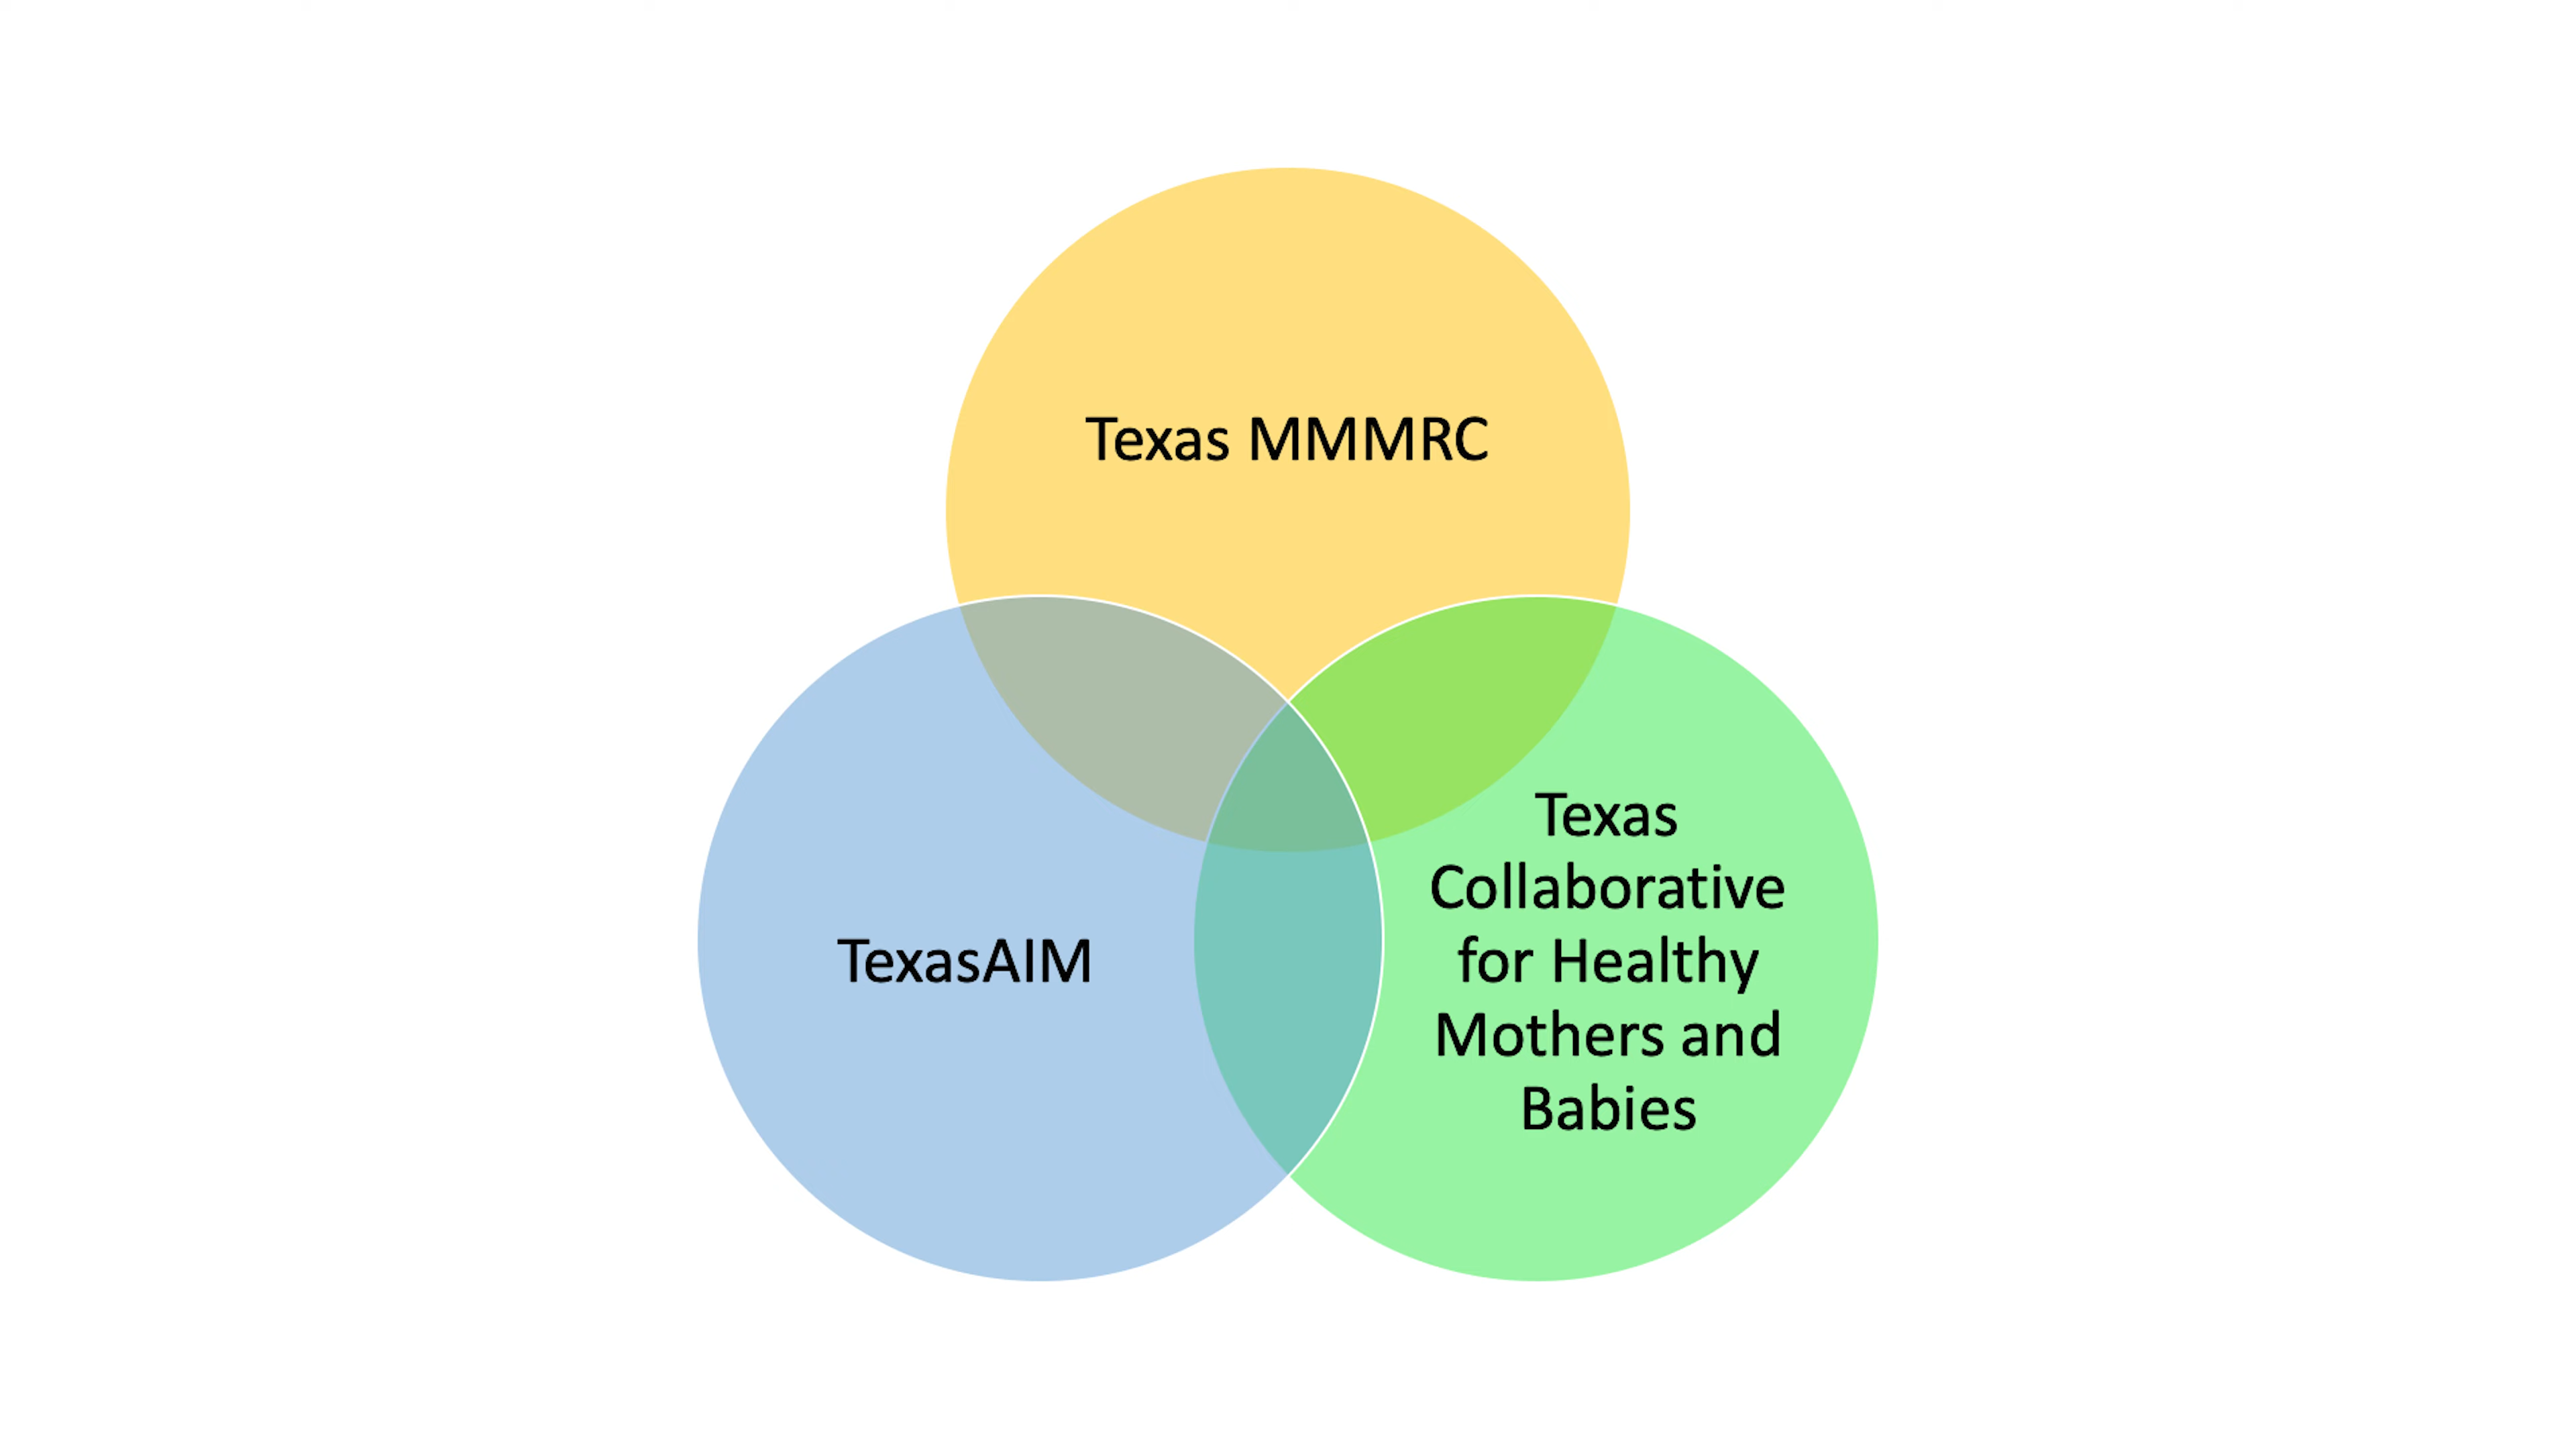 Texas MMMRC
TexasAIM
Texas
Collaborative
for Healthy
Mothers and
Babies